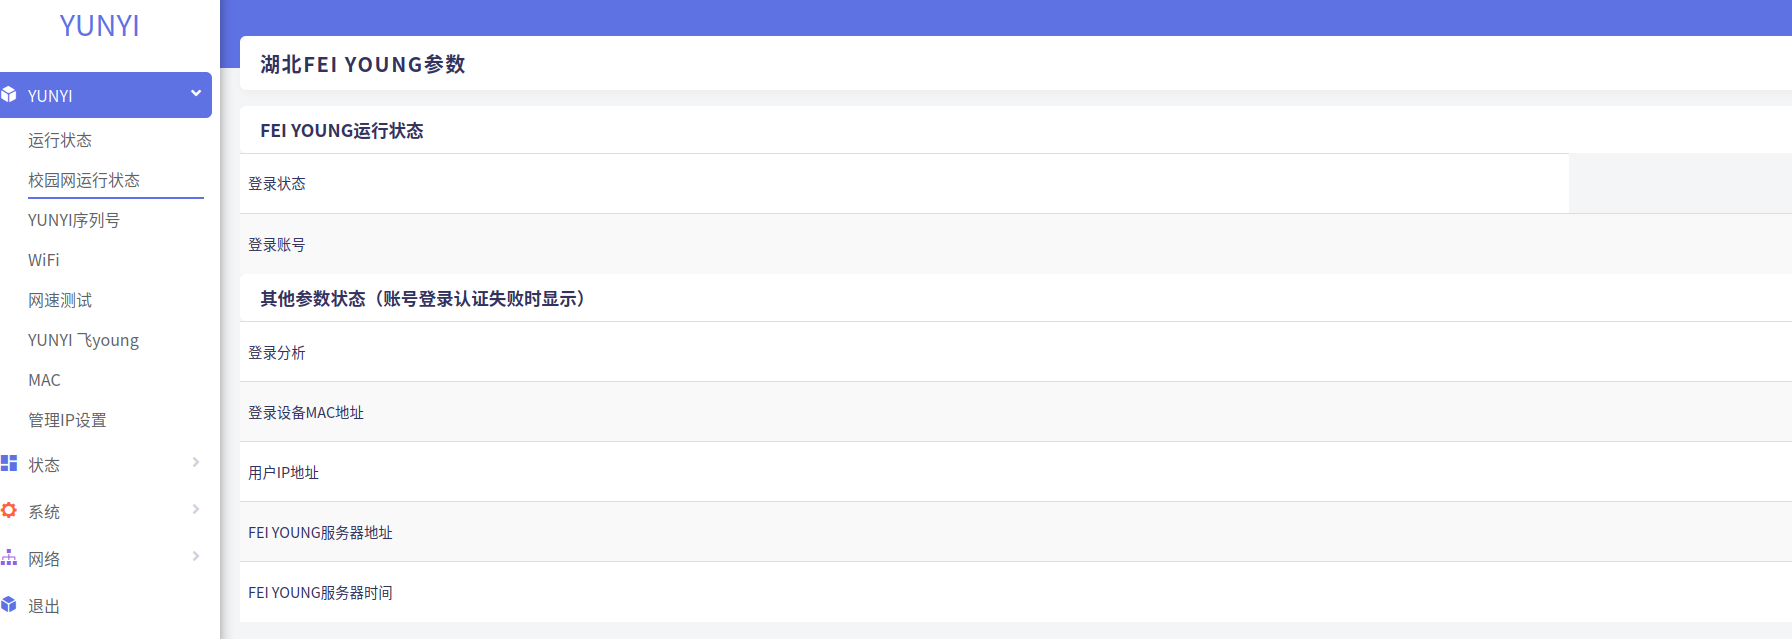 YUNYI
YUNYI
运行状态
校园网运行状态
YUNYI序列号
WiFi
网速测试
YUNYI 飞young
MAC
管理IP设置
状态
系统
网络
退出
湖北FEI YOUNG参数
FEI YOUNG运行状态
登录状态
登录账号
其他参数状态（账号登录认证失败时显示）
登录分析
登录设备MAC地址
用户IP地址
FEI YOUNG服务器地址
FEI YOUNG服务器时间